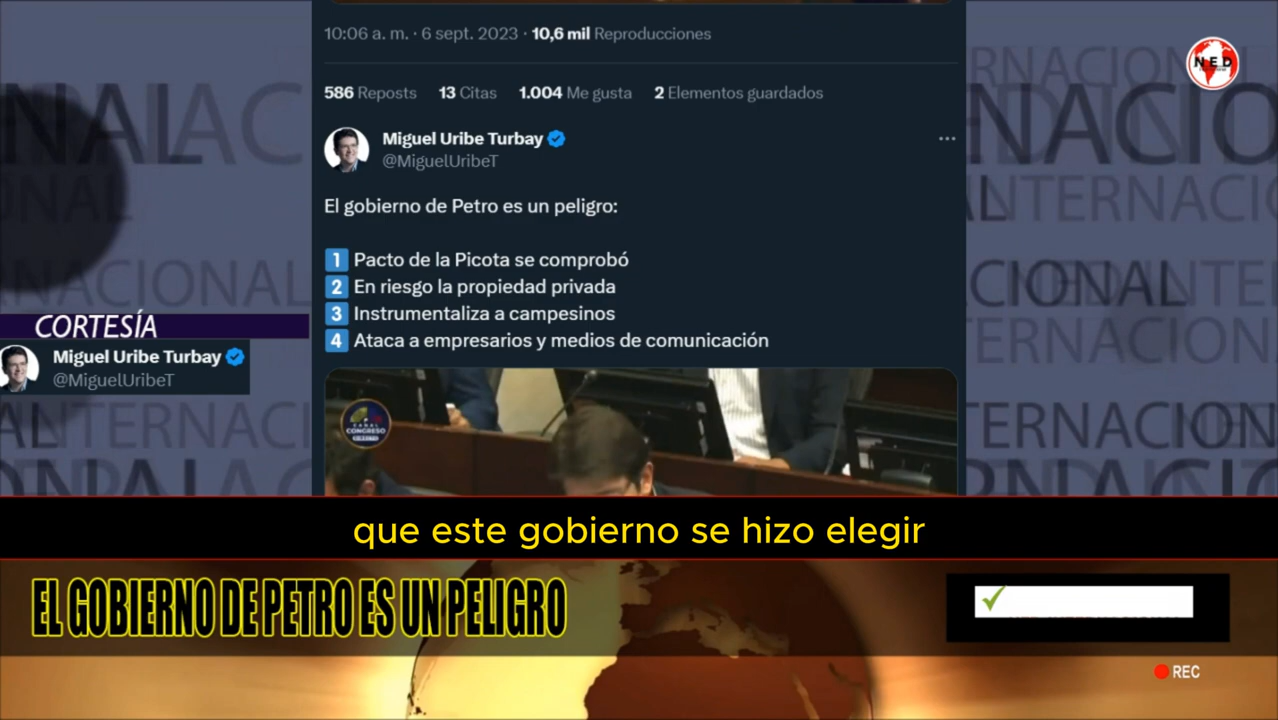 10:06 a. m. · 6 sept. 2023 · 10,6 mil Reproducciones
586 Reposts 13 Citas 1.004 Me gusta 2 Elementos guardados
NED
Miguel Uribe Turbay
@MiguelUribeT
El gobierno de Petro es un peligro:
1 Pacto de la Picota se comprobó
2 En riesgo la propiedad privada
3 Instrumentaliza a campesinos
4 Ataca a empresarios y medios de comunicación
CORTESÍA
Miguel Uribe Turbay
@MiguelUribeT
CANAL
CONGRESO
que este gobierno se hizo elegir
EL GOBIERNO DE PETRO ES UN PELIGRO
REC